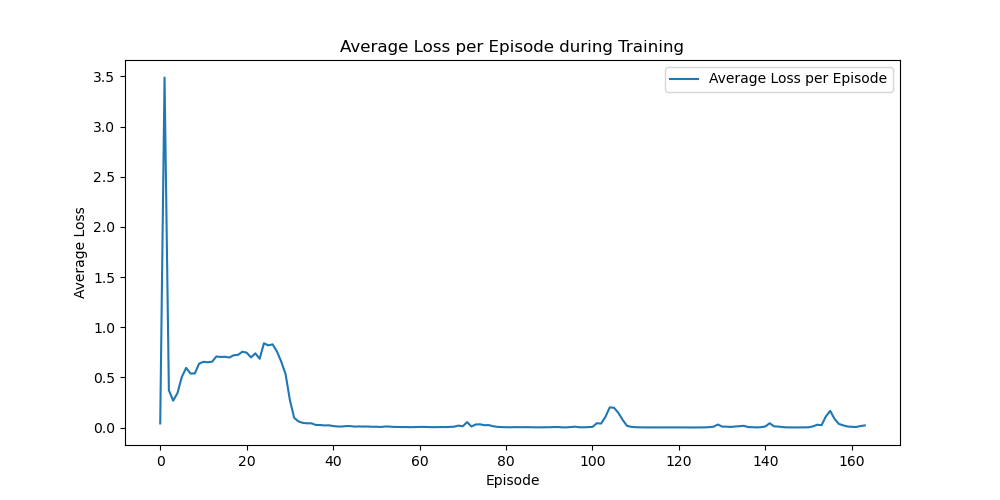 Average Loss per Episode during Training
Average Loss per Episode
3.5
3.0
2.5
2.0
1.5
1.0
0.5
0.0
Average Loss
0 20 40 60 80 100 120 140 160
Episode